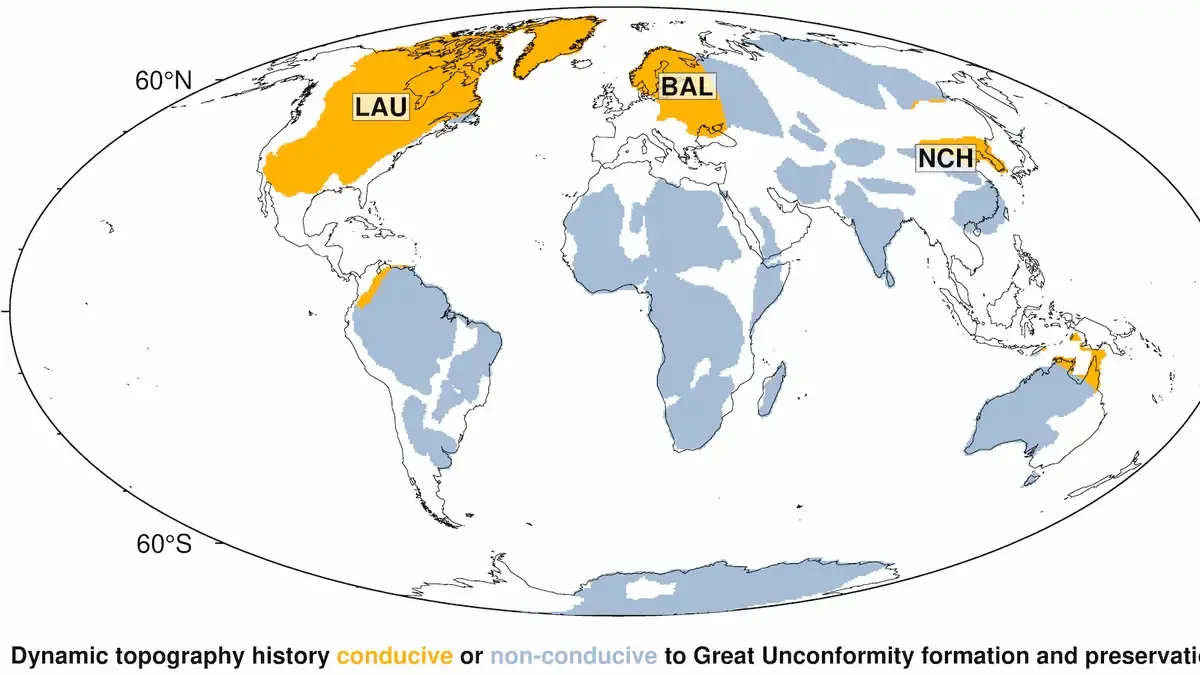 60°N
LAU
BAL
NCH
60°S
Dynamic topography history conducive or non-conducive to Great Unconformity formation and preservati